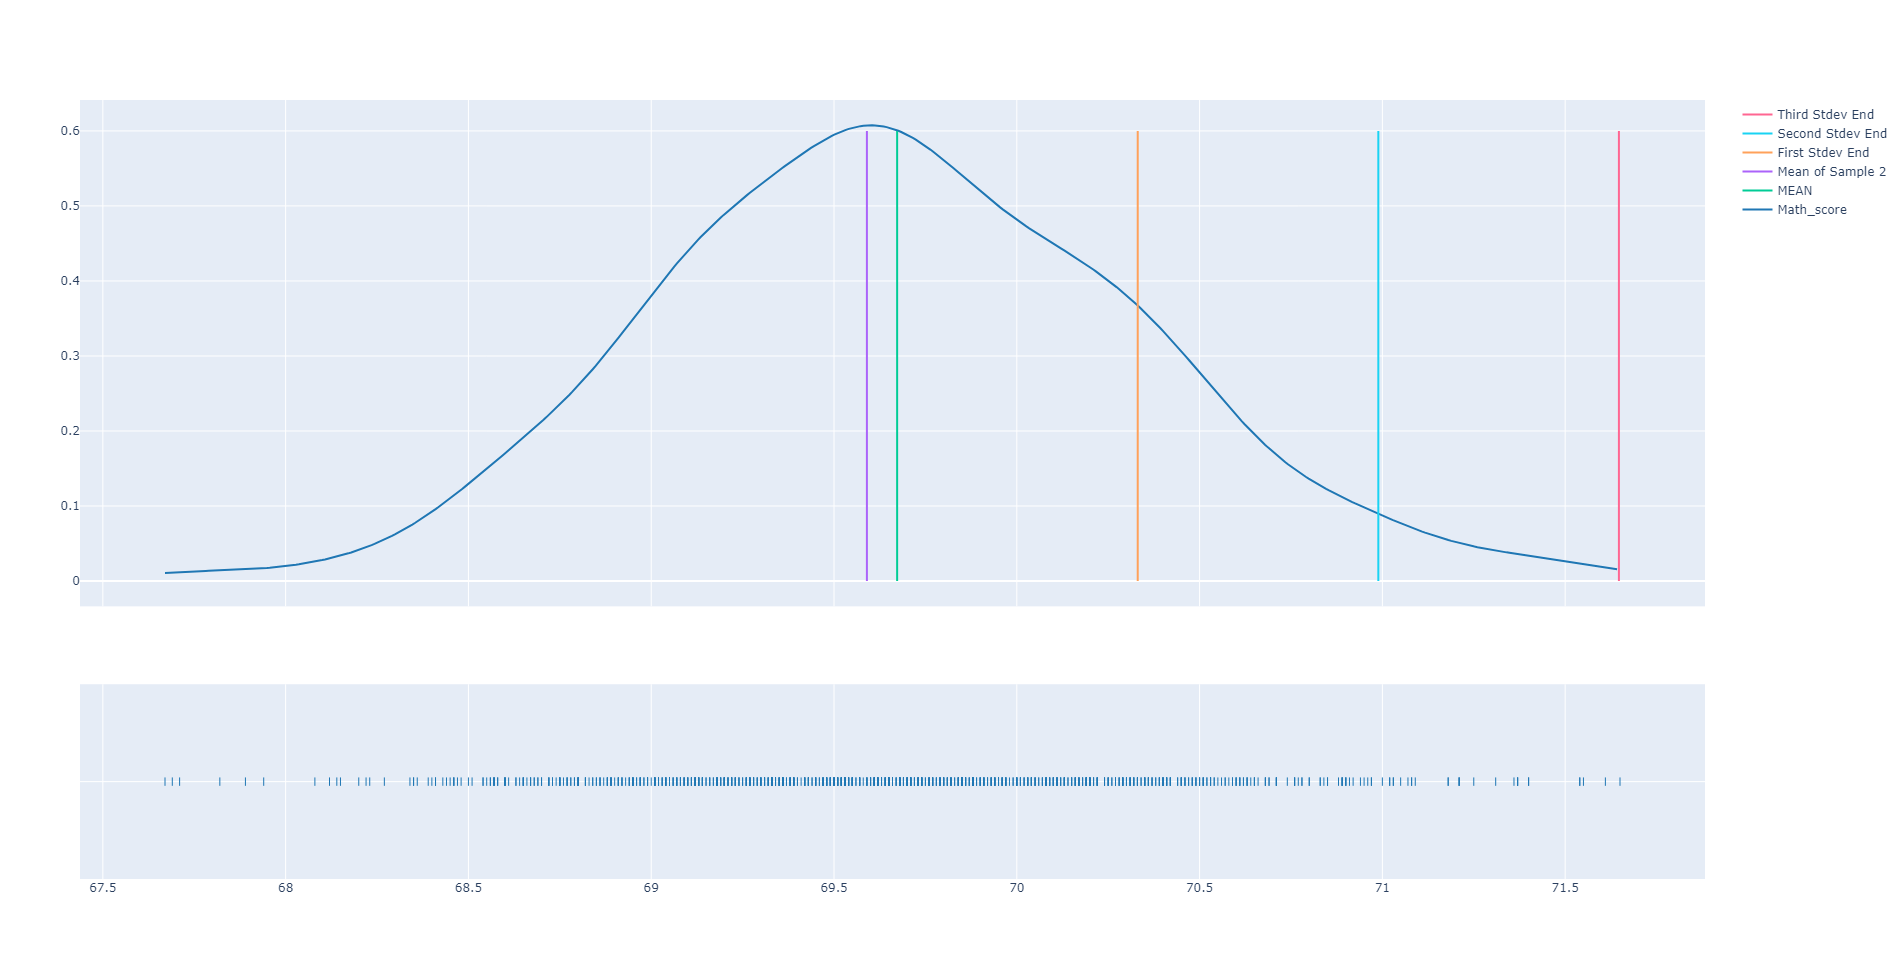 0.6
0.5
0.4
0.3
0.2
0.1
0
Third Stdev End
Second Stdev End
First Stdev End
Mean of Sample 2
MEAN
Math_score
67.5 68 68.5 69 69.5 70 70.5 71 71.5